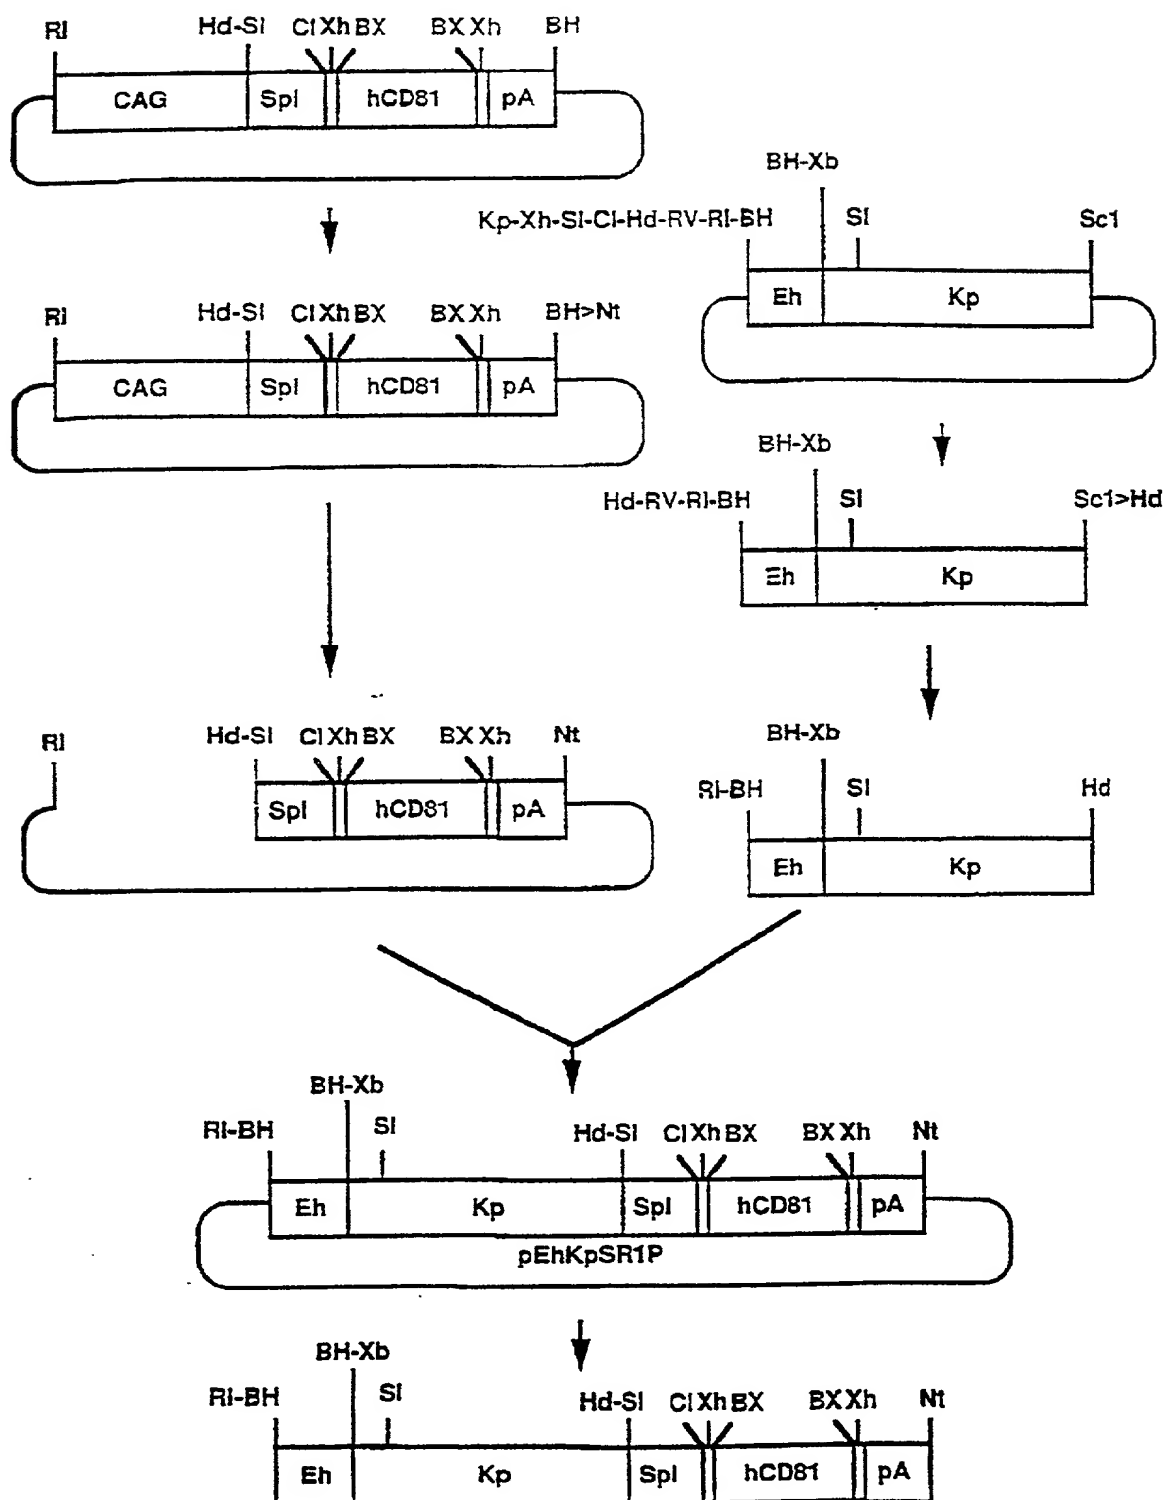 RI Hd-SI CI Xh BX BX Xh BH
CAG SpI hCD81 pA
BH-Xb
Kp-Xh-SI-CI-Hd-RV-RI-BH SI Sc1
Eh Kp
RI Hd-SI CI Xh BX BX Xh BH>Nt
CAG SpI hCD81 pA
BH-Xb
Hd-RV-RI-BH SI Sc1>Hd
Eh Kp
BH-Xb
RI Hd-SI CI Xh BX BX Xh Nt
SpI hCD81 pA
RI-BH SI Hd
Eh Kp
BH-Xb
RI-BH SI Hd-SI CI Xh BX BX Xh Nt
Eh Kp SpI hCD81 pA
pEhKpSR1P
BH-Xb
RI-BH SI Hd-SI CI Xh BX BX Xh Nt
Eh Kp SpI hCD81 pA